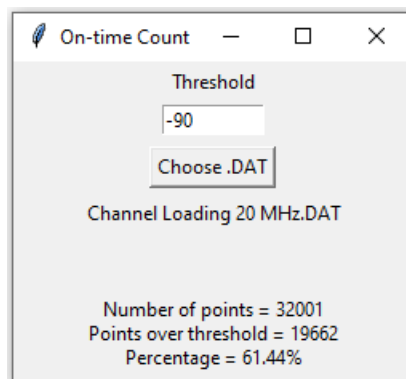 On-time Count
Threshold
-90
Choose .DAT
Channel Loading 20 MHz.DAT
Number of points = 32001
Points over threshold = 19662
Percentage = 61.44%